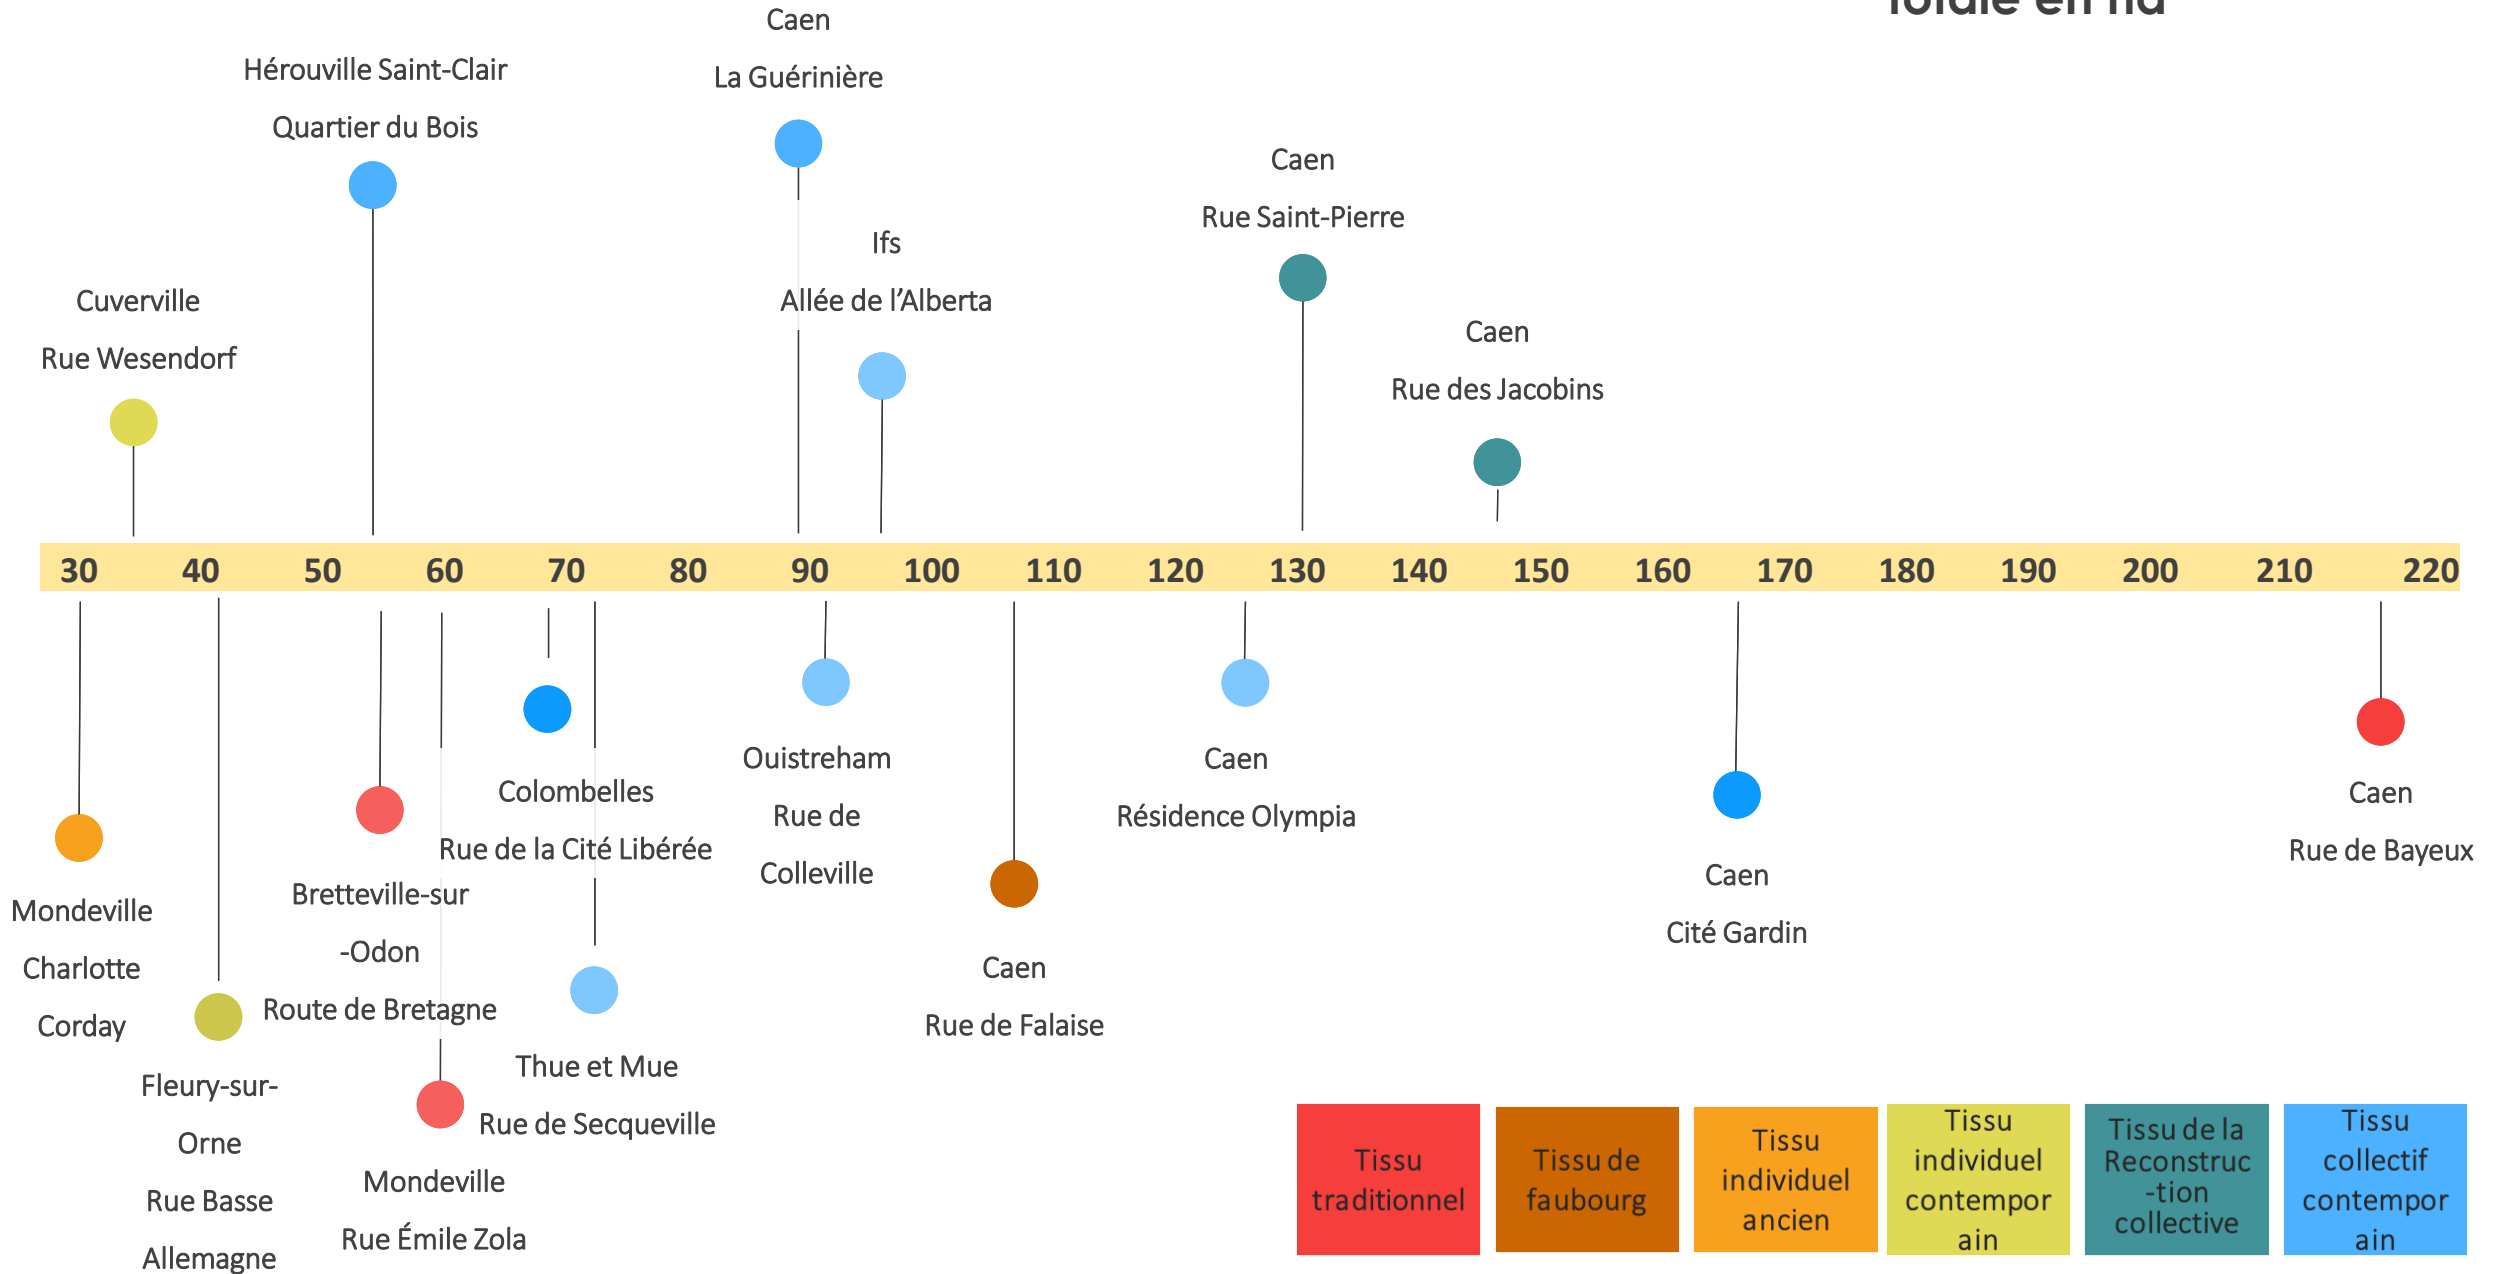 Caen
La Guérinière
Hérouville Saint-Clair
Quartier du Bois
Caen
Rue Saint-Pierre
Ifs
Allée de l’Alberta
Cuverville
Rue Wesendorf
Caen
Rue des Jacobins
30 40 50 60 70 80 90 100 110 120 130 140 150 160 170 180 190 200 210 220
Mondeville
Charlotte
Corday
Fleury-sur-
Orne
Rue Basse
Allemagne
Bretteville-sur
-Odon
Route de Bretagne
Mondeville
Rue Émile Zola
Colombelles
Rue de la Cité Libérée
Thue et Mue
Rue de Secqueville
Ouistreham
Rue de
Colleville
Caen
Rue de Falaise
Caen
Résidence Olympia
Caen
Cité Gardin
Caen
Rue de Bayeux
Tissu
traditionnel
Tissu de
faubourg
Tissu
individuel
ancien
Tissu
individuel
contempor
ain
Tissu de la
Reconstruc
-tion
collective
Tissu
collectif
contempor
ain